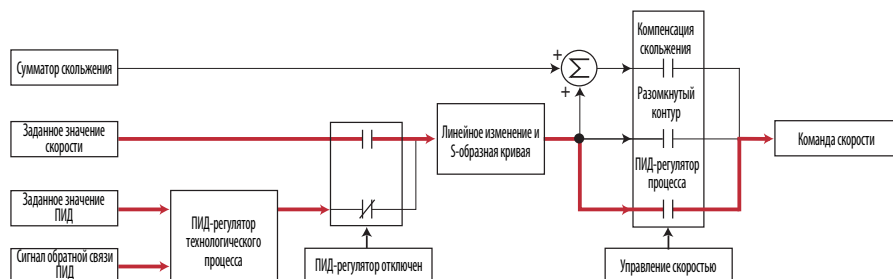 Компенсация
скольжения
+
Сумматор скольжения
Σ
+
Разомкнутый
контур
Заданное значение
скорости
Линейное изменение и
S-образная кривая
Команда скорости
ПИД-регулятор
процесса
Заданное значение
ПИД
ПИД-регулятор
технологического
процесса
Сигнал обратной связи
ПИД
ПИД-регулятор отключен
Управление скоростью